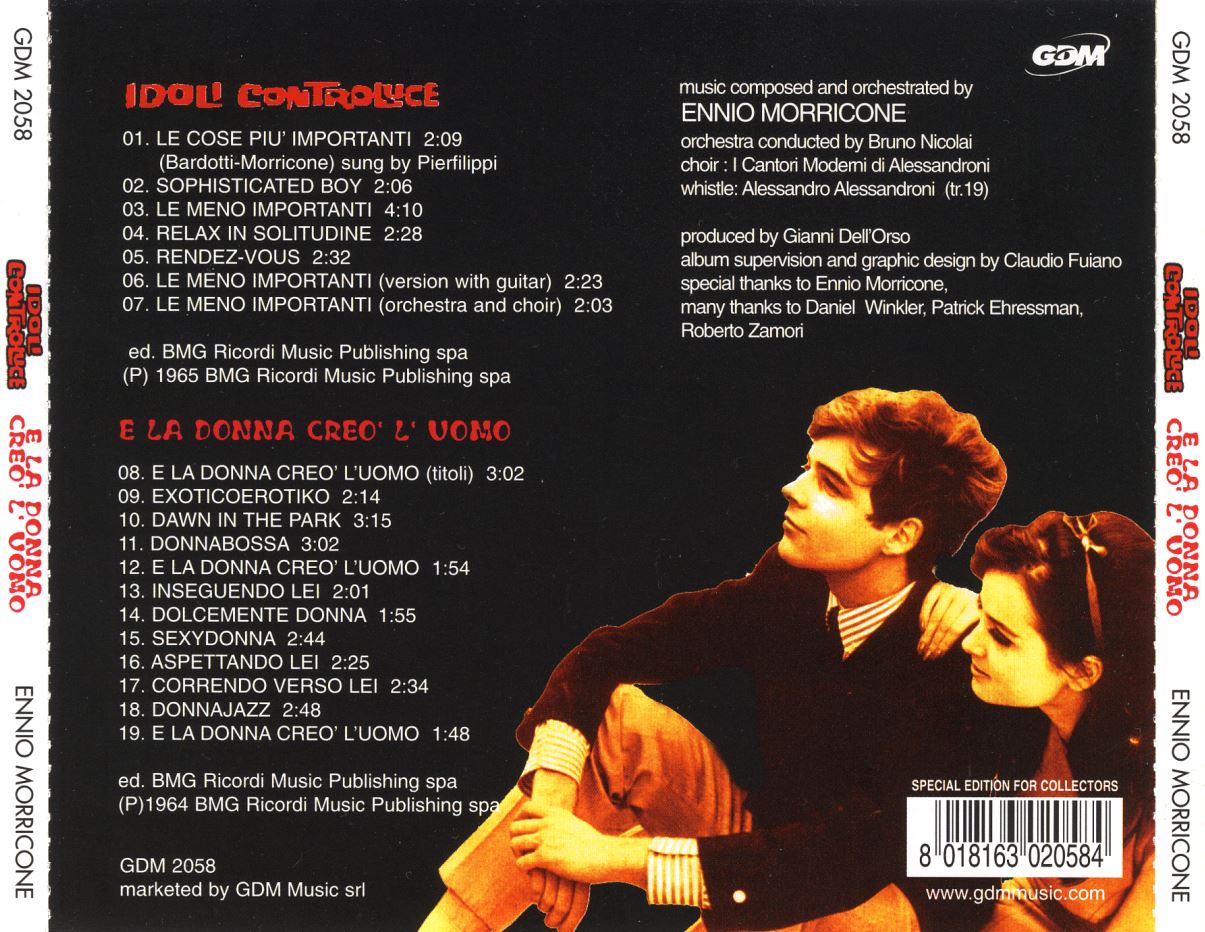 GDM 2058
IDOLI CONTROLUCE
E LA DONNA CREO' L' UOMO
ENNIO MORRICONE
IDOLI CONTROLUCE
01. LE COSE PIU' IMPORTANTI 2:09
(Bardotti-Morricone) sung by Pierfilippi
02. SOPHISTICATED BOY 2:06
03. LE MENO IMPORTANTI 4:10
04. RELAX IN SOLITUDINE 2:28
05. RENDEZ-VOUS 2:32
06. LE MENO IMPORTANTI (version with guitar) 2:23
07. LE MENO IMPORTANTI (orchestra and choir) 2:03
ed. BMG Ricordi Music Publishing spa
(P) 1965 BMG Ricordi Music Publishing spa
E LA DONNA CREO' L' UOMO
08. E LA DONNA CREO' L'UOMO (titoli) 3:02
09. EXOTICOEROTIKO 2:14
10. DAWN IN THE PARK 3:15
11. DONNABOSSA 3:02
12. E LA DONNA CREO' L'UOMO 1:54
13. INSEGUENDO LEI 2:01
14. DOLCEMENTE DONNA 1:55
15. SEXYDONNA 2:44
16. ASPETTANDO LEI 2:25
17. CORRENDO VERSO LEI 2:34
18. DONNAJAZZ 2:48
19. E LA DONNA CREO' L'UOMO 1:48
ed. BMG Ricordi Music Publishing spa
(P)1964 BMG Ricordi Music Publishing spa
GDM 2058
marketed by GDM Music srl
GDM
music composed and orchestrated by
ENNIO MORRICONE
orchestra conducted by Bruno Nicolai
choir : I Cantori Moderni di Alessandroni
whistle: Alessandro Alessandroni (tr.19)
produced by Gianni Dell'Orso
album supervision and graphic design by Claudio Fuiano
special thanks to Ennio Morricone,
many thanks to Daniel Winkler, Patrick Ehressman,
Roberto Zamori
SPECIAL EDITION FOR COLLECTORS
8 018163 020584
www.gdmmusic.com
GDM 2058
IDOLI CONTROLUCE
E LA DONNA CREO' L' UOMO
ENNIO MORRICONE